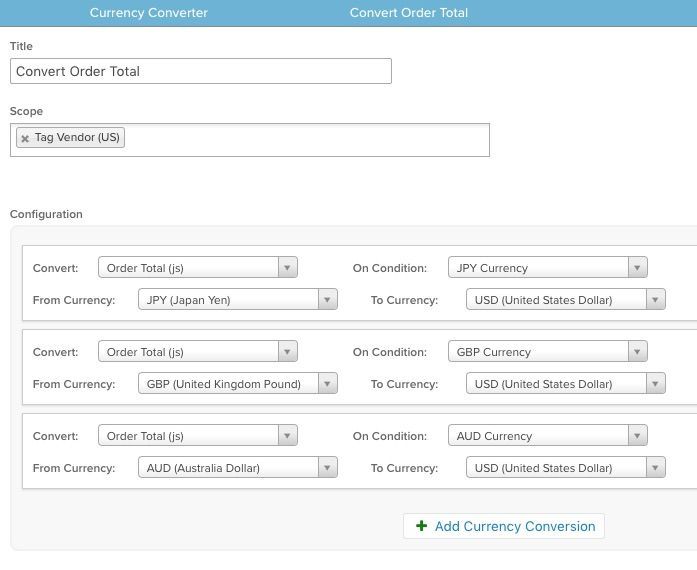 Currency Converter Convert Order Total
Title
Convert Order Total
Scope
× Tag Vendor (US)
Configuration
Convert: Order Total (js) On Condition: JPY Currency
From Currency: JPY (Japan Yen) To Currency: USD (United States Dollar)
Convert: Order Total (js) On Condition: GBP Currency
From Currency: GBP (United Kingdom Pound) To Currency: USD (United States Dollar)
Convert: Order Total (js) On Condition: AUD Currency
From Currency: AUD (Australia Dollar) To Currency: USD (United States Dollar)
+ Add Currency Conversion